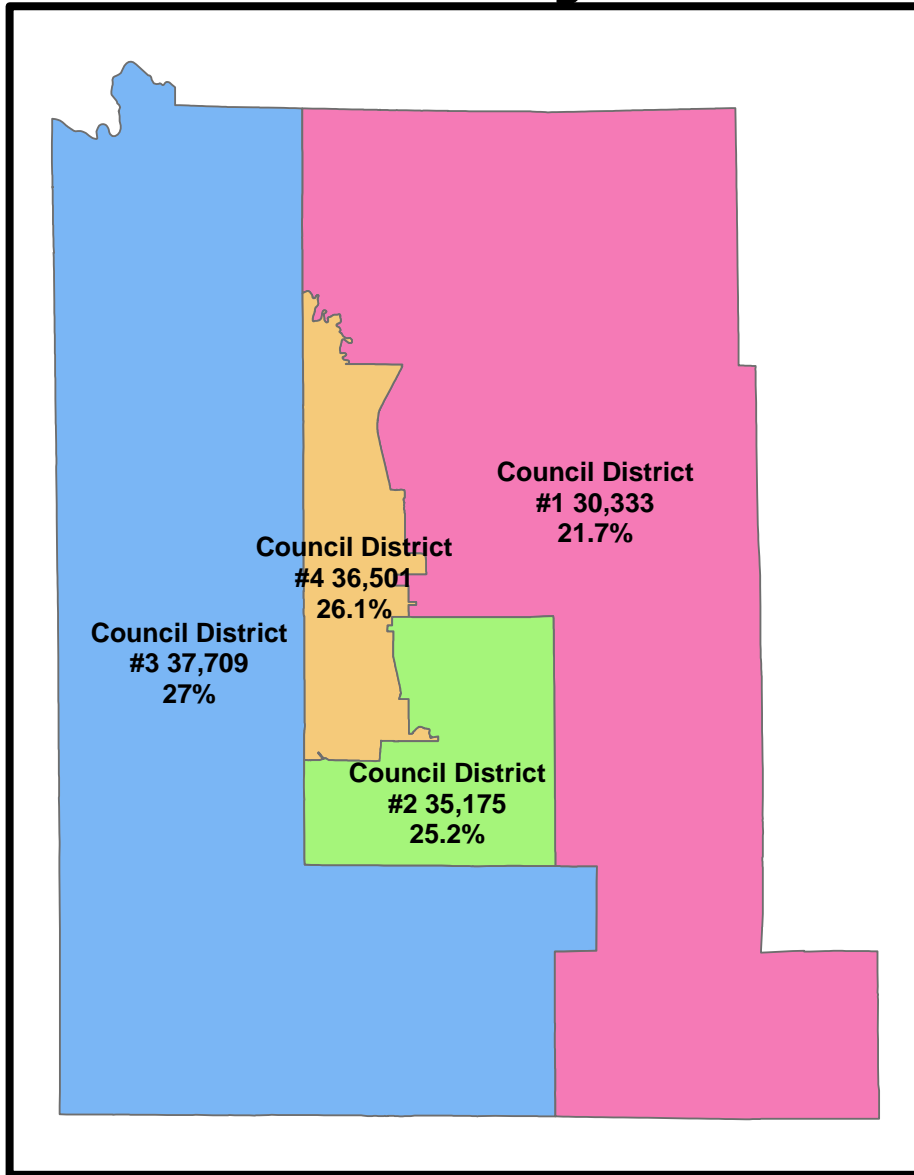 Council District
#1 30,333
21.7%
Council District
#4 36,501
26.1%
Council District
#3 37,709
27%
Council District
#2 35,175
25.2%